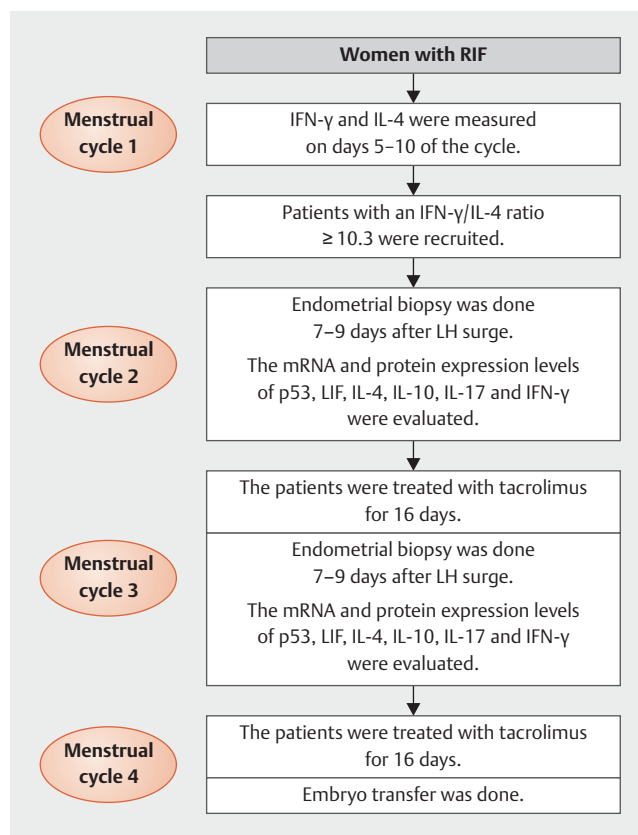 Women with RIF
Menstrual
cycle 1
IFN-γ and IL-4 were measured
on days 5–10 of the cycle.
Patients with an IFN-γ/IL-4 ratio
≥ 10.3 were recruited.
Menstrual
cycle 2
Endometrial biopsy was done
7–9 days after LH surge.
The mRNA and protein expression levels
of p53, LIF, IL-4, IL-10, IL-17 and IFN-γ
were evaluated.
Menstrual
cycle 3
The patients were treated with tacrolimus
for 16 days.
Endometrial biopsy was done
7–9 days after LH surge.
The mRNA and protein expression levels
of p53, LIF, IL-4, IL-10, IL-17 and IFN-γ
were evaluated.
Menstrual
cycle 4
The patients were treated with tacrolimus
for 16 days.
Embryo transfer was done.